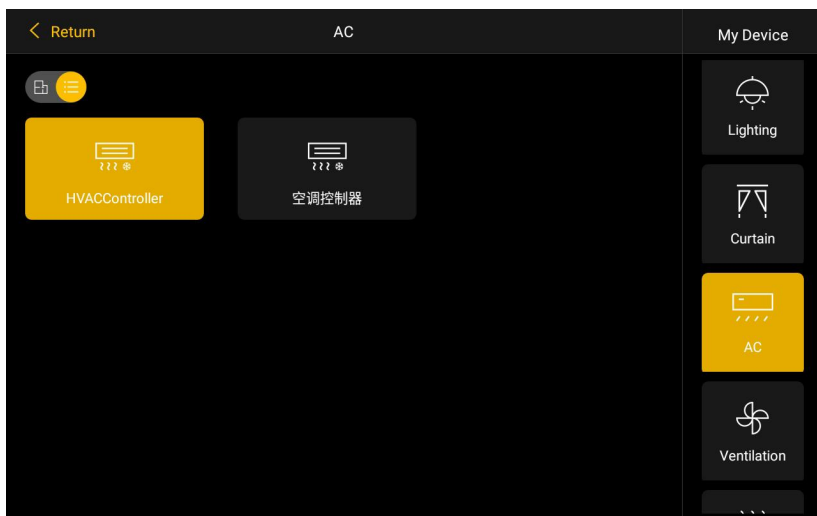 Return
AC
My Device
HVACController
空调控制器
Lighting
Curtain
AC
Ventilation